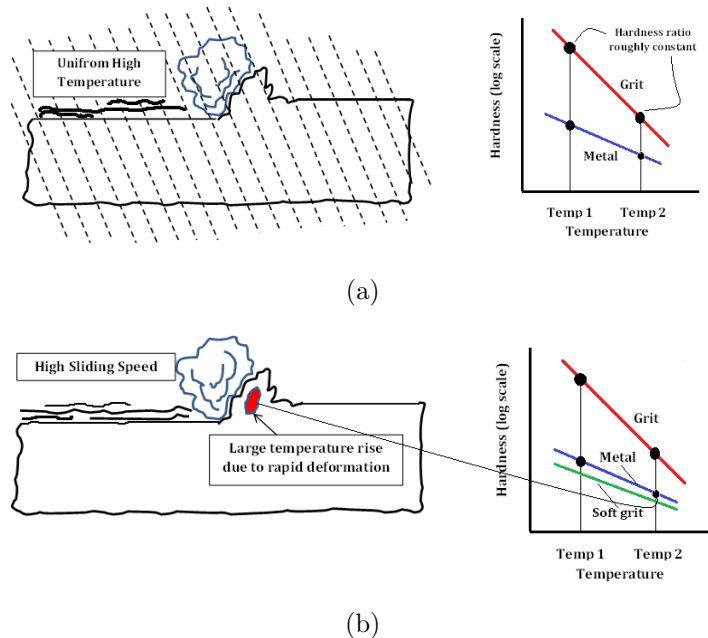 Unifrom High
Temperature
Hardness (log scale)
Hardness ratio
roughly constant
Grit
Metal
Temp 1
Temp 2
Temperature
(a)
High Sliding Speed
Large temperature rise
due to rapid deformation
Hardness (log scale)
Grit
Metal
Soft grit
Temp 1
Temp 2
Temperature
(b)